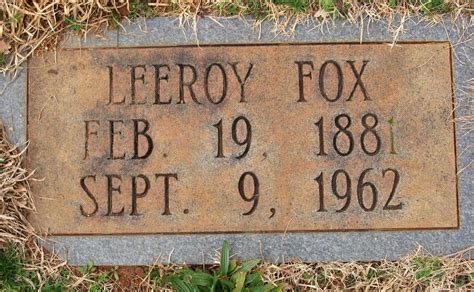 LEEROY FOX
FEB. 19, 1881
SEPT. 9, 1962